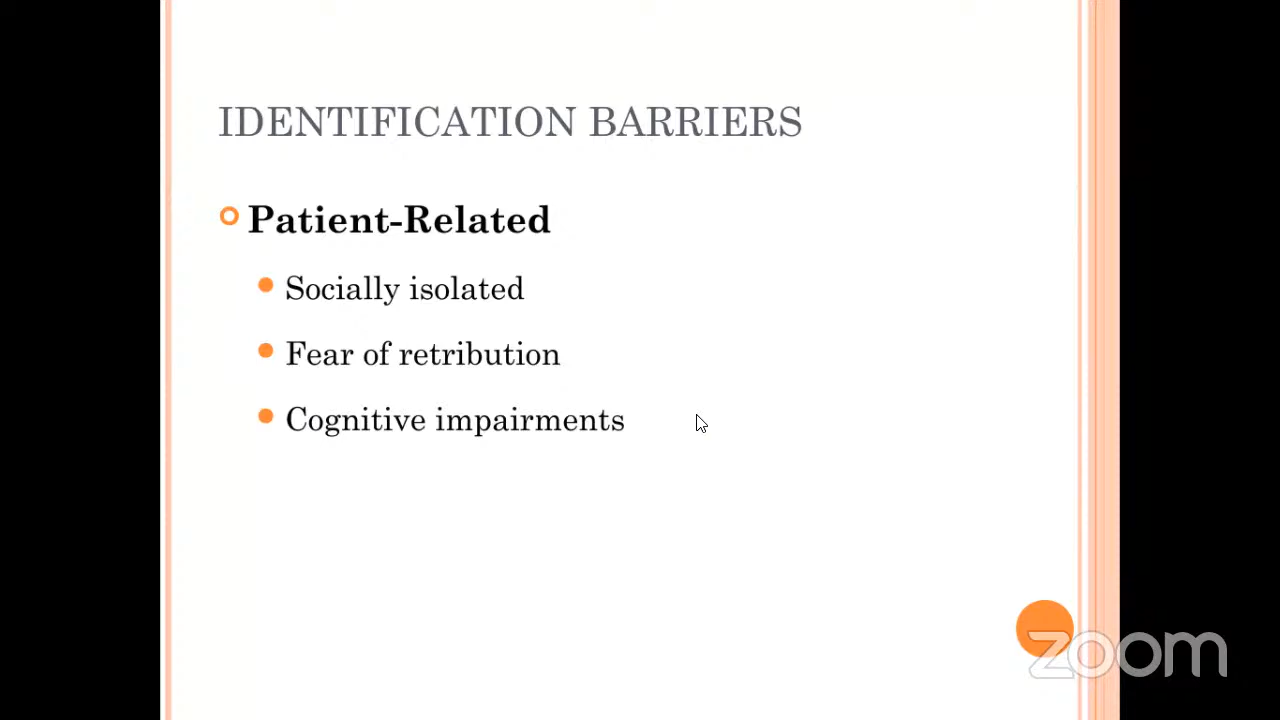 IDENTIFICATION BARRIERS
Patient-Related
Socially isolated
Fear of retribution
Cognitive impairments
zoom